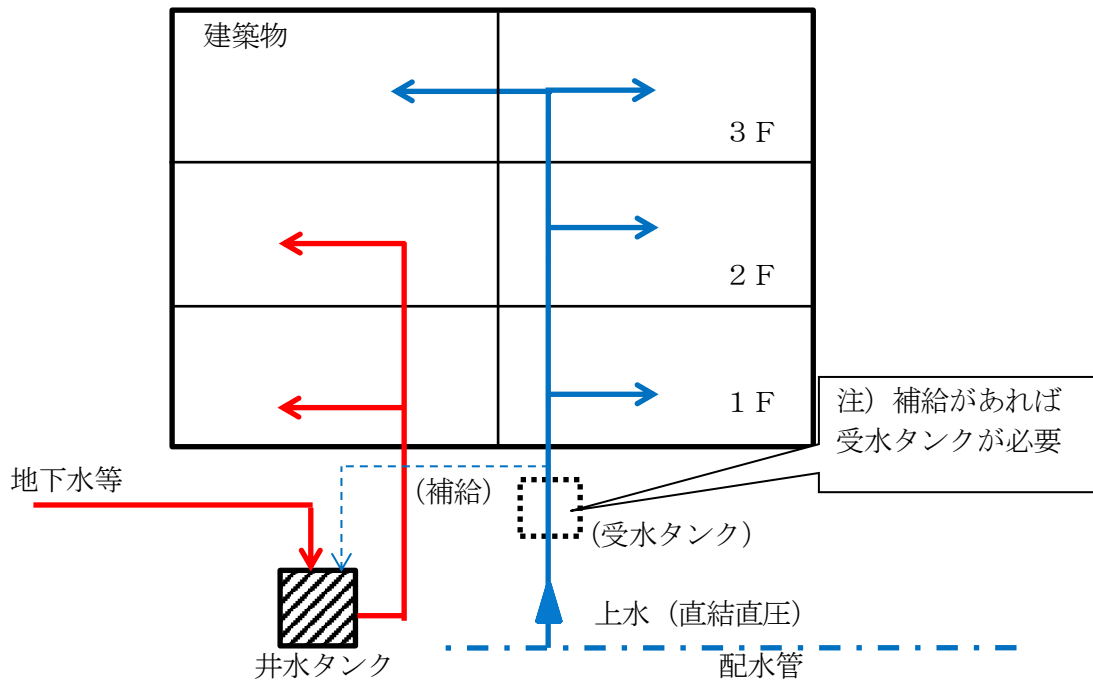 建築物
３Ｆ
２Ｆ
１Ｆ
注）補給があれば
受水タンクが必要
地下水等
（補給）
（受水タンク）
上水（直結直圧）
配水管
井水タンク